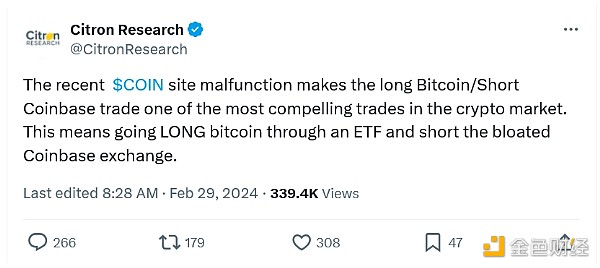 Citron Research
CITRON
RESEARCH
@CitronResearch
The recent $COIN site malfunction makes the long Bitcoin/Short
Coinbase trade one of the most compelling trades in the crypto market.
This means going LONG bitcoin through an ETF and short the bloated
Coinbase exchange.
Last edited 8:28 AM · Feb 29, 2024 · 339.4K Views
266 179 308 47
金色财经